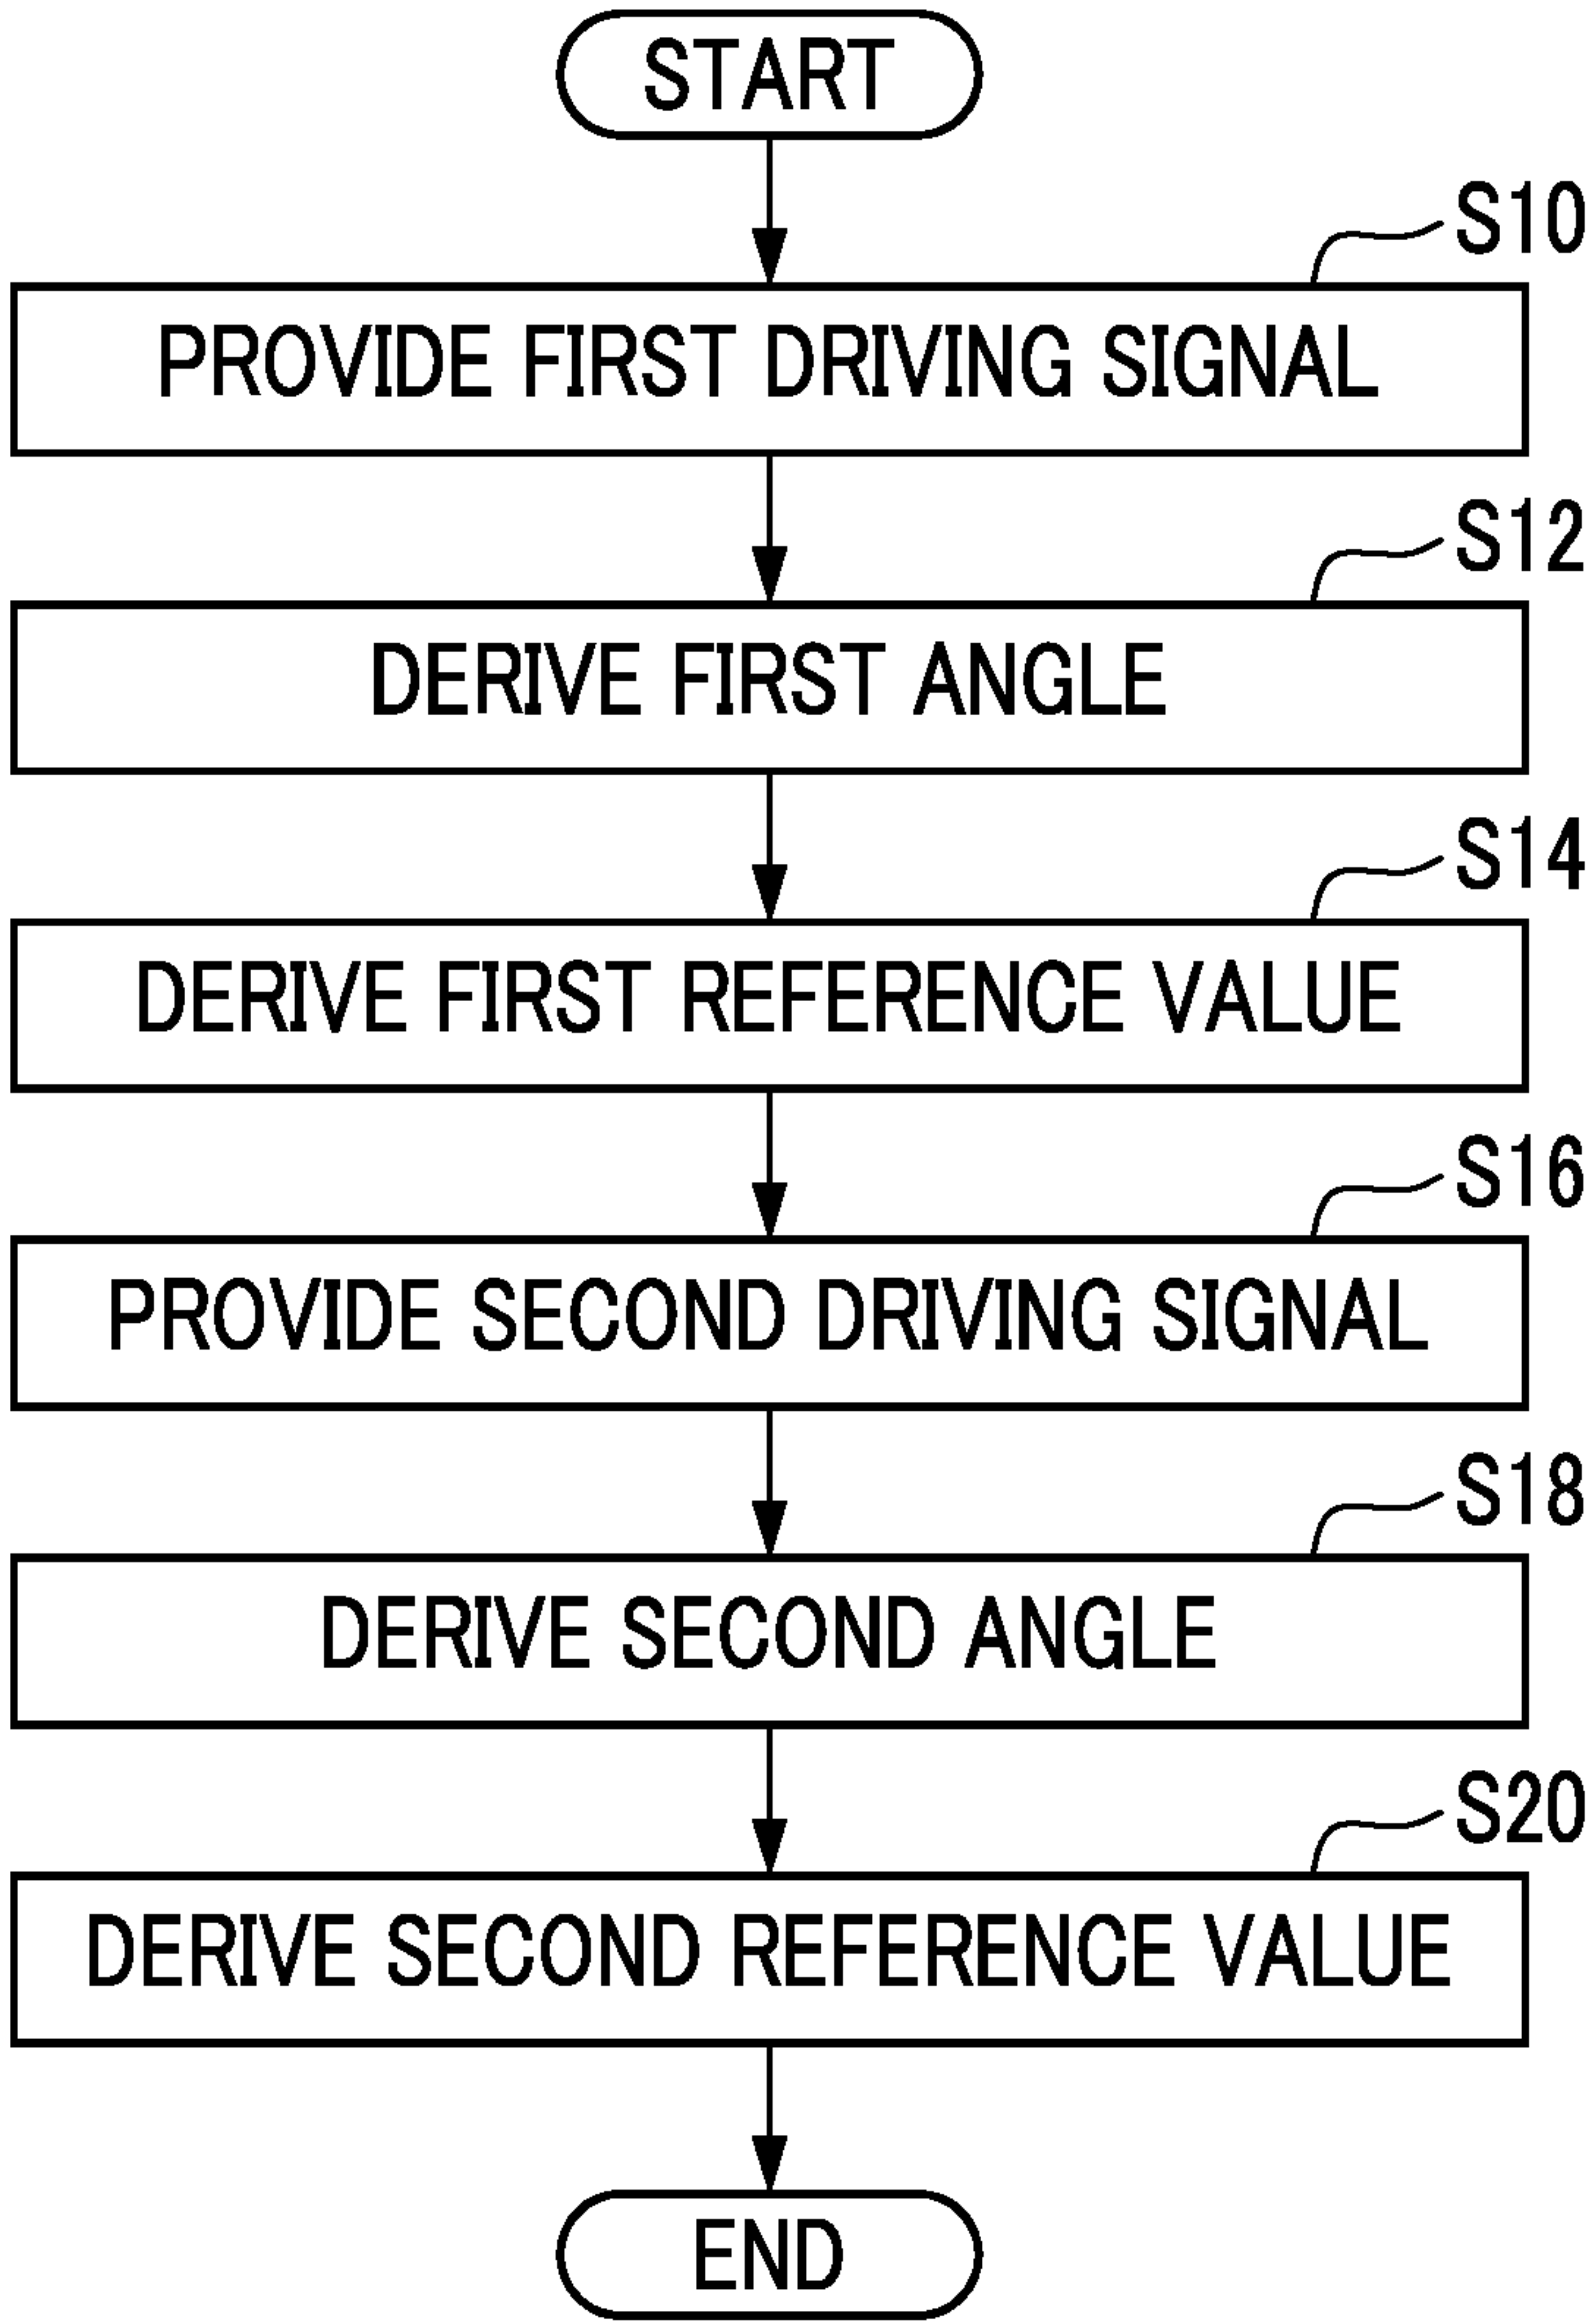 START
S10
PROVIDE FIRST DRIVING SIGNAL
S12
DERIVE FIRST ANGLE
S14
DERIVE FIRST REFERENCE VALUE
S16
PROVIDE SECOND DRIVING SIGNAL
S18
DERIVE SECOND ANGLE
S20
DERIVE SECOND REFERENCE VALUE
END